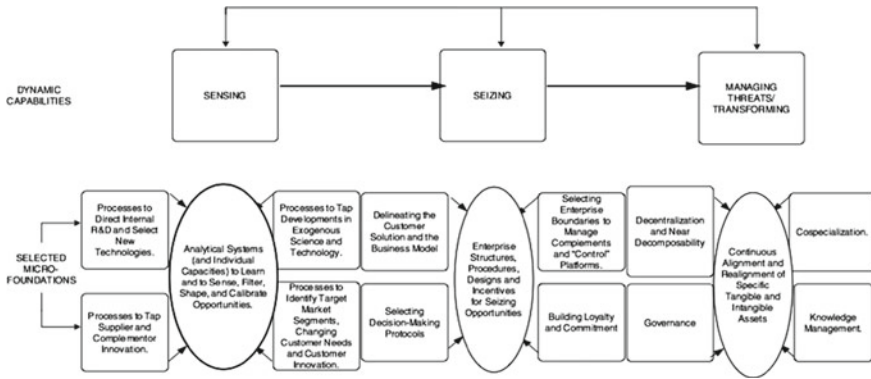 DYNAMIC
CAPABILITIES
SENSING
SEIZING
MANAGING
THREATS/
TRANSFORMING
SELECTED
MICRO-
FOUNDATIONS
Processes to
Direct Internal
R&D and Select
New
Technologies.
Processes to Tap
Supplier and
Complementor
Innovation.
Analytical Systems
(and Individual
Capacities) to Learn
and to Sense, Filter,
Shape, and Calibrate
Opportunities.
Processes to Tap
Developments in
Exogenous
Science and
Technology.
Processes to
Identify Target
Market
Segments,
Changing
Customer Needs
and Customer
Innovation.
Delineating the
Customer
Solution and the
Business Model
Selecting
Decision-Making
Protocols
Enterprise
Structures,
Procedures,
Designs and
Incentives
for Seizing
Opportunities
Selecting
Enterprise
Boundaries to
Manage
Complements
and "Control"
Platforms.
Building Loyalty
and Commitment
Decentralization
and Near
Decomposability
Governance
Continuous
Alignment and
Realignment of
Specific
Tangible and
Intangible
Assets
Cospecialization.
Knowledge
Management.